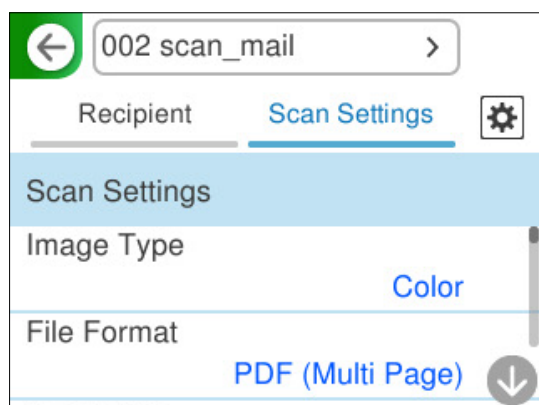 002 scan_mail
Recipient
Scan Settings
Scan Settings
Image Type
Color
File Format
PDF (Multi Page)